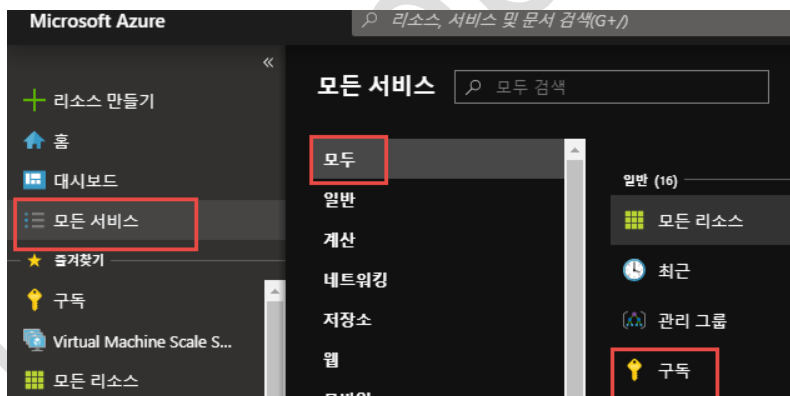 Microsoft Azure
리소스, 서비스 및 문서 검색(G+/)
«
리소스 만들기
홈
대시보드
모든 서비스
즐겨찾기
구독
Virtual Machine Scale S...
모든 리소스
모든 서비스
모두 검색
모두
일반
계산
네트워킹
저장소
웹
일반 (16)
모든 리소스
최근
관리 그룹
구독